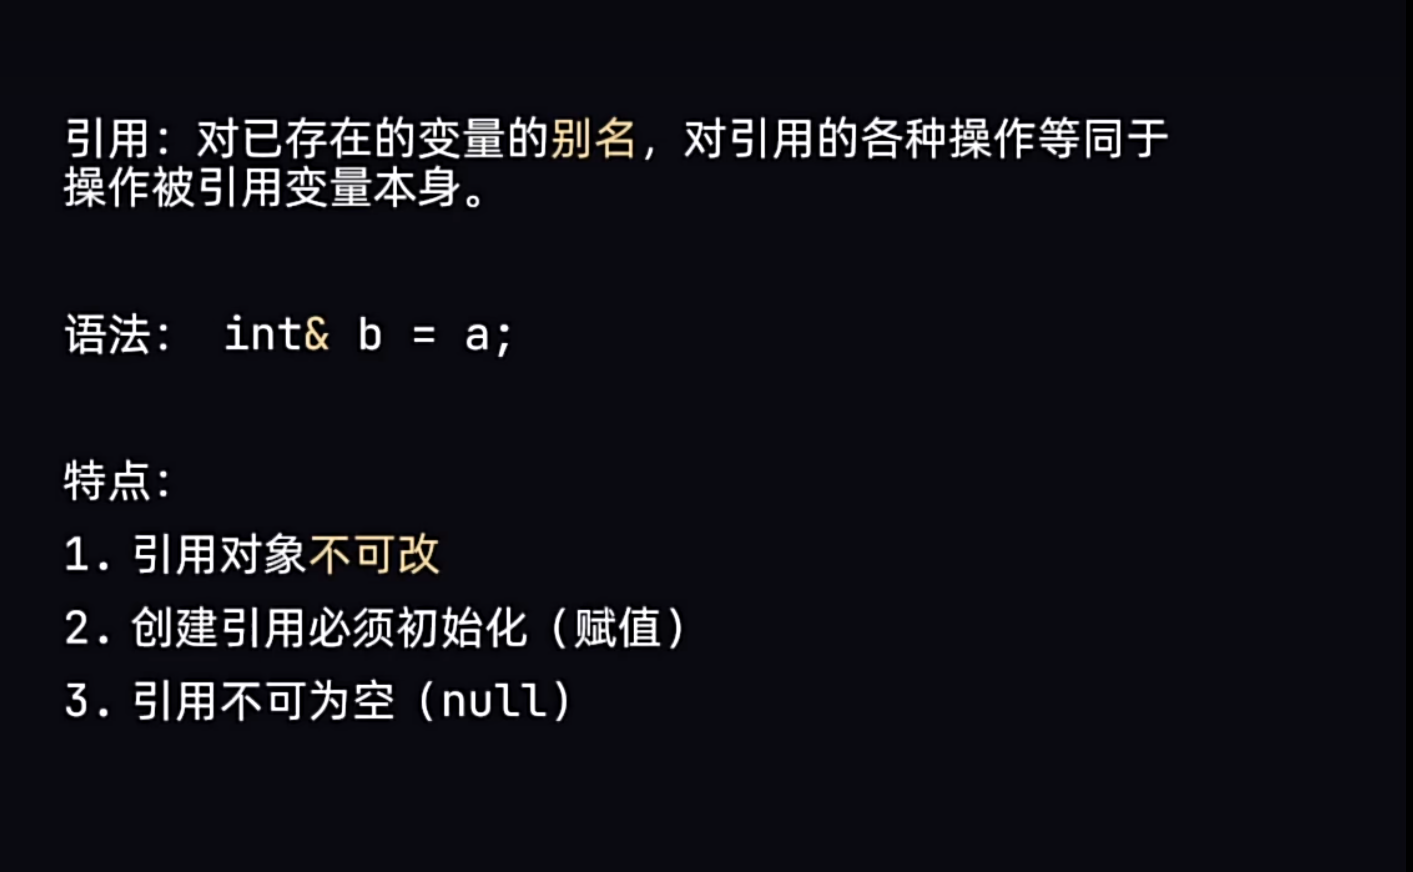 引用：对已存在的变量的别名，对引用的各种操作等同于
操作被引用变量本身。
语法： int& b = a;
特点：
1. 引用对象不可改
2. 创建引用必须初始化（赋值）
3. 引用不可为空（null）